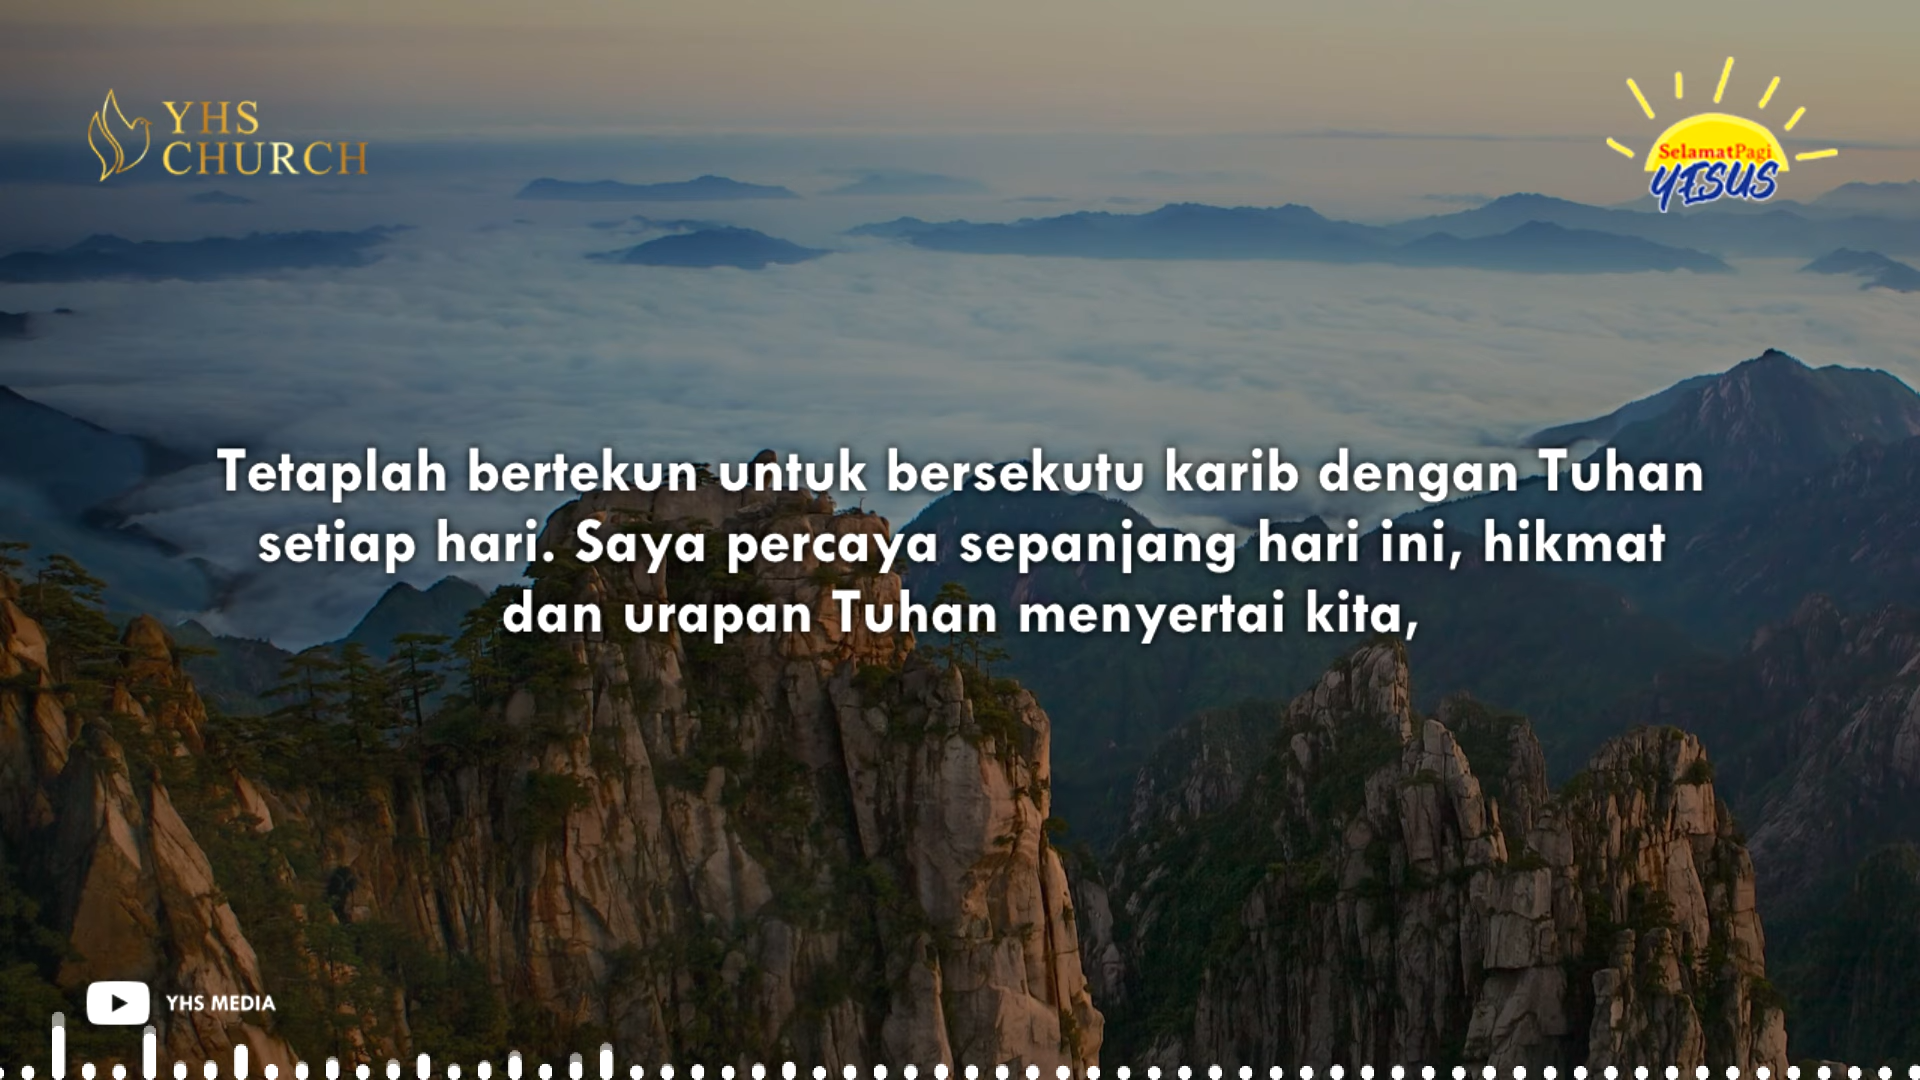 YHS
CHURCH
SelamatPagi
YESUS
Tetaplah bertekun untuk bersekutu karib dengan Tuhan
setiap hari. Saya percaya sepanjang hari ini, hikmat
dan urapan Tuhan menyertai kita,
YHS MEDIA